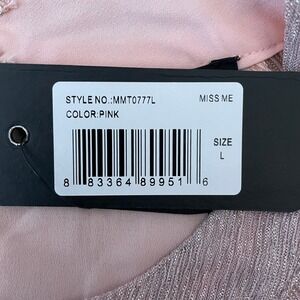 STYLE NO.:MMT0777L MISS ME
COLOR:PINK
SIZE
L
8 83364 89951 6